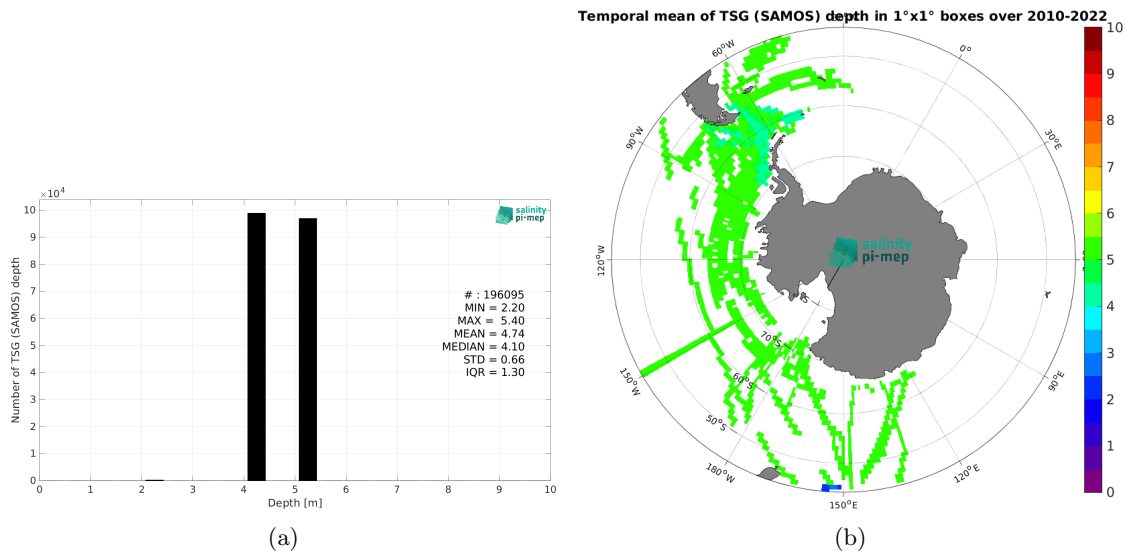 Temporal mean of TSG (SAMOS) depth in 1°x1° boxes over 2010-2022
×10^4
10
9
8
7
6
5
4
3
2
1
0
Number of TSG (SAMOS) depth
0 1 2 3 4 5 6 7 8 9 10
Depth [m]
salinity
pi-mep
# : 196095
MIN = 2.20
MAX = 5.40
MEAN = 4.74
MEDIAN = 4.10
STD = 0.66
IQR = 1.30
(a)
60°W
0°
30°E
90°E
120°E
150°E
180°W
150°W
120°W
90°W
70°S
60°S
50°S
salinity
pi-mep
10
9
8
7
6
5
4
3
2
1
0
(b)